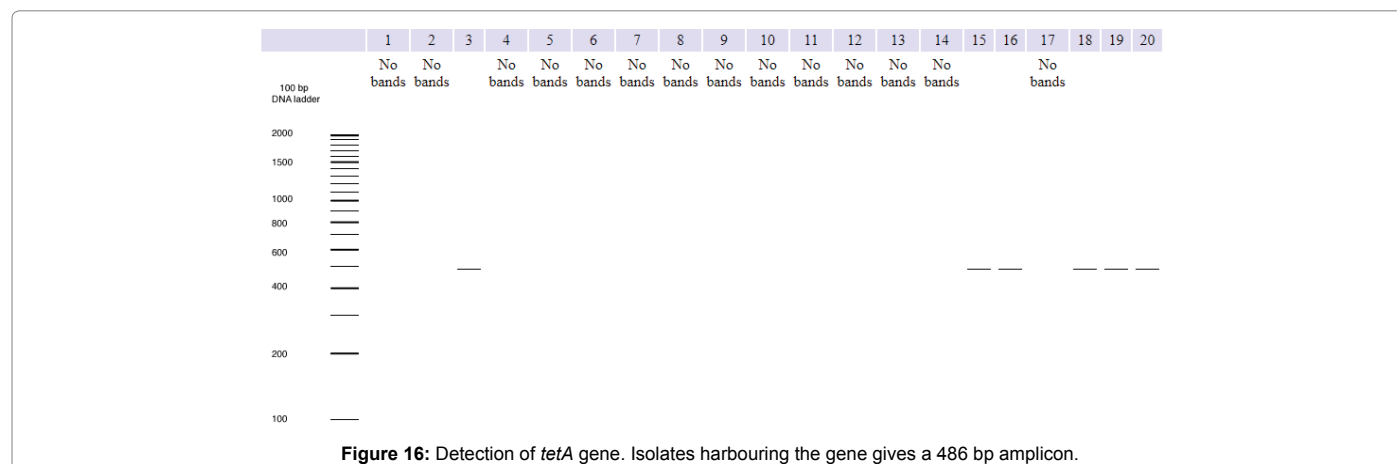 1 2 3 4 5 6 7 8 9 10 11 12 13 14 15 16 17 18 19 20
No No No No No No No No No No No No No No
bands bands bands bands bands bands bands bands bands bands bands bands bands bands
100 bp
DNA ladder
2000
1500
1000
800
600
400
200
100
Figure 16: Detection of tetA gene. Isolates harbouring the gene gives a 486 bp amplicon.